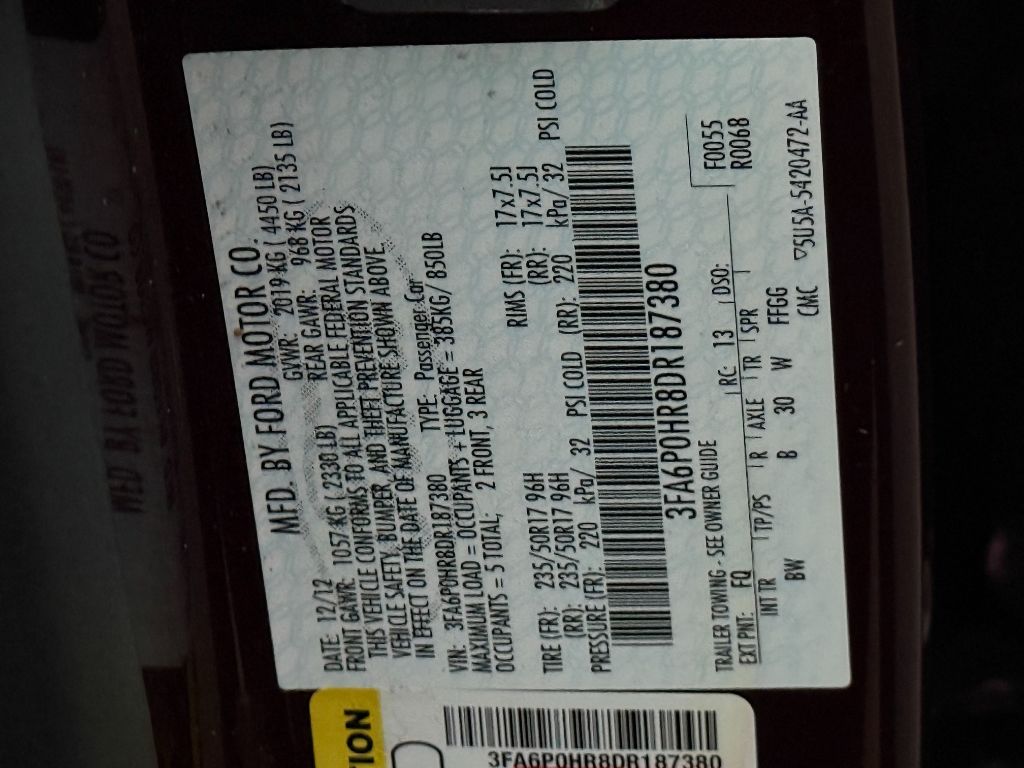 MFD. BY FORD MOTOR CO.
DATE: 12/12 GVWR: 2019 KG ( 4450 LB)
FRONT GAWR: 1057 KG ( 2330 LB) REAR GAWR: 968 KG ( 2135 LB)
THIS VEHICLE CONFORMS TO ALL APPLICABLE FEDERAL MOTOR
VEHICLE SAFETY, BUMPER, AND THEFT PREVENTION STANDARDS
IN EFFECT ON THE DATE OF MANUFACTURE SHOWN ABOVE.
VIN: 3FA6P0HR8DR187380 TYPE: Passenger Car
MAXIMUM LOAD = OCCUPANTS + LUGGAGE = 385KG/ 850LB
OCCUPANTS = 5 TOTAL; 2 FRONT, 3 REAR
TIRE (FR): 235/50R17 96H RIMS (FR): 17x7.5J
(RR): 235/50R17 96H (RR): 17x7.5J
PRESSURE (FR): 220 kPa/ 32 PSI COLD (RR): 220 kPa/ 32 PSI COLD
3FA6P0HR8DR187380
F0055
R0068
TRAILER TOWING - SEE OWNER GUIDE
EXT PNT: FQ RC: 13 DSO:
INT TR TP/PS R AXLE TR SPR
BW B 30 W FFGG
CMC ▽5U5A-5420472-AA
TION
3FA6P0HR8DR187380